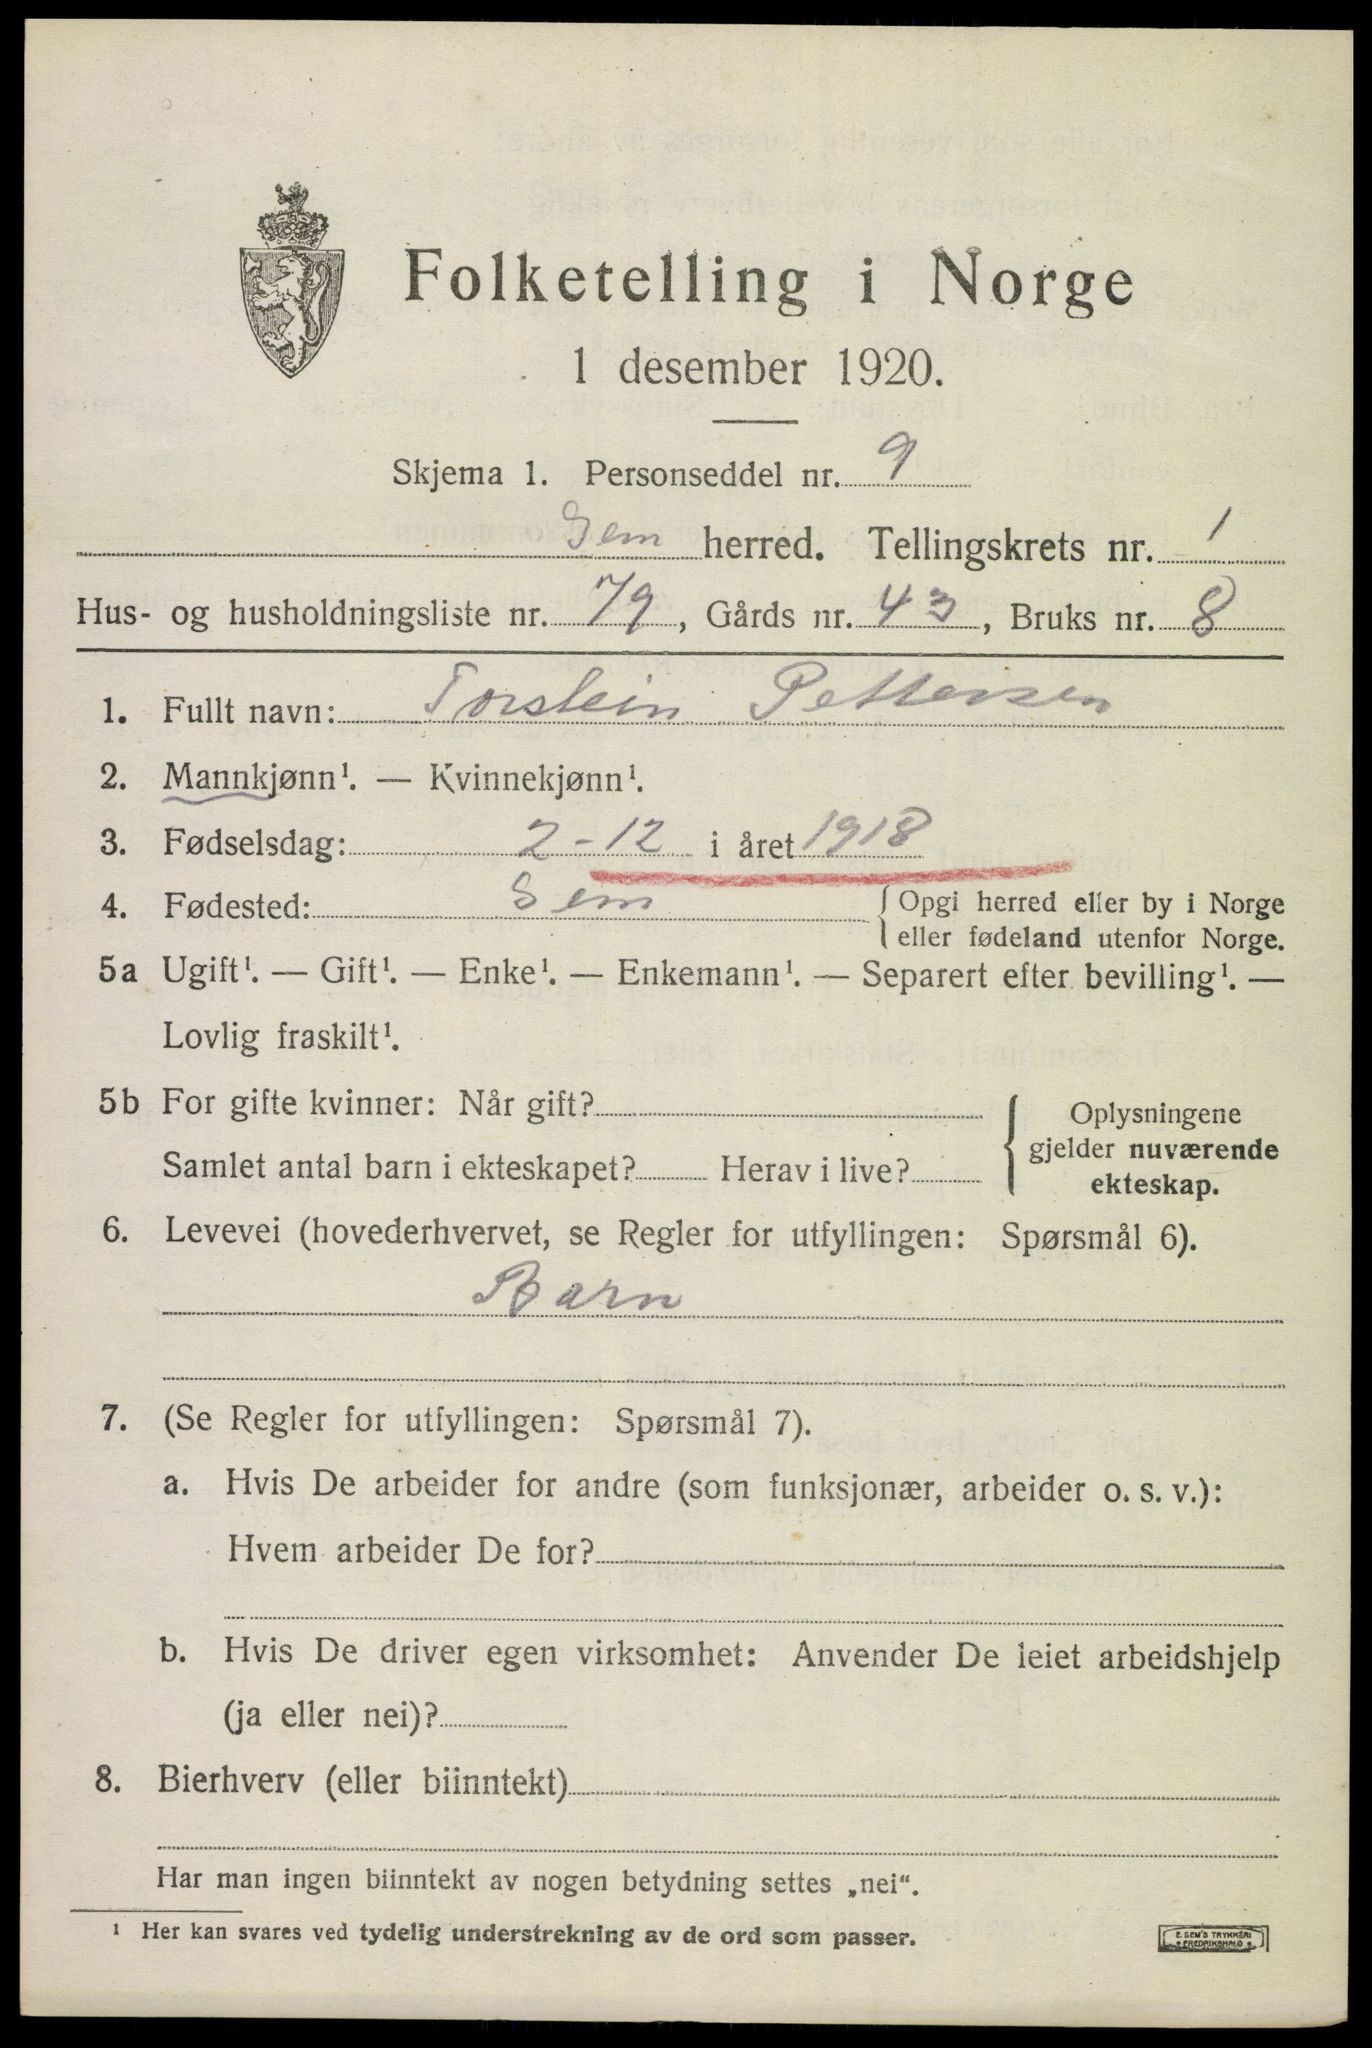 Folketelling i Norge
1 desember 1920.
Skjema 1. Personseddel nr. 9
Sem herred. Tellingskrets nr. 1
Hus- og husholdningsliste nr. 79, Gårds nr. 43, Bruks nr. 8
1. Fullt navn: Torstein Pettersen
2. Mannkjønn¹. — Kvinnekjønn¹.
3. Fødselsdag: 2-12 i året 1918
4. Fødested: Sem { Opgi herred eller by i Norge
eller fødeland utenfor Norge.
5a Ugift¹. — Gift¹. — Enke¹. — Enkemann¹. — Separert efter bevilling¹. —
Lovlig fraskilt¹.
5b For gifte kvinner: Når gift?
Samlet antal barn i ekteskapet? Herav i live?
{ Oplysningene
gjelder nuværende
ekteskap.
6. Levevei (hovederhvervet, se Regler for utfyllingen: Spørsmål 6).
Barn
7. (Se Regler for utfyllingen: Spørsmål 7).
a. Hvis De arbeider for andre (som funksjonær, arbeider o. s. v.):
Hvem arbeider De for?
b. Hvis De driver egen virksomhet: Anvender De leiet arbeidshjelp
(ja eller nei)?
8. Bierhverv (eller biinntekt)
Har man ingen biinntekt av nogen betydning settes „nei“.
¹ Her kan svares ved tydelig understrekning av de ord som passer.
E. SEM'S TRYKKERI
FREDRIKSHALD